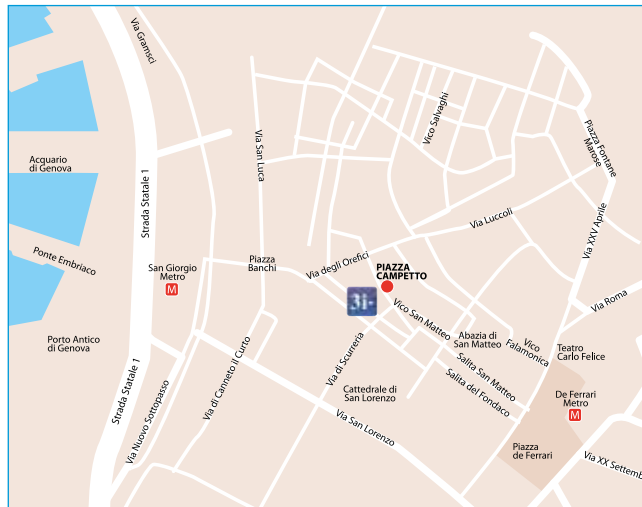 Via Gramsci
Vico Salvaghi
Piazza Fontane
Marose
Acquario
di Genova
Via San Luca
Strada Statale 1
Via Luccoli
Via XXV Aprile
Ponte Embriaco
San Giorgio
Metro
M
Piazza
Banchi
Via degli Orefici
PIAZZA
CAMPETTO
31-
Vico San Matteo
Via Roma
Porto Antico
di Genova
Abazia di
San Matteo
Vico
Falamonica
Teatro
Carlo Felice
Via di Scurreria
Via di Canneto Il Curto
Strada Statale 1
Salita San Matteo
Salita del Fondaco
Cattedrale di
San Lorenzo
De Ferrari
Metro
M
Via Nuovo Sottopasso
Via San Lorenzo
Piazza
de Ferrari
Via XX Settemb